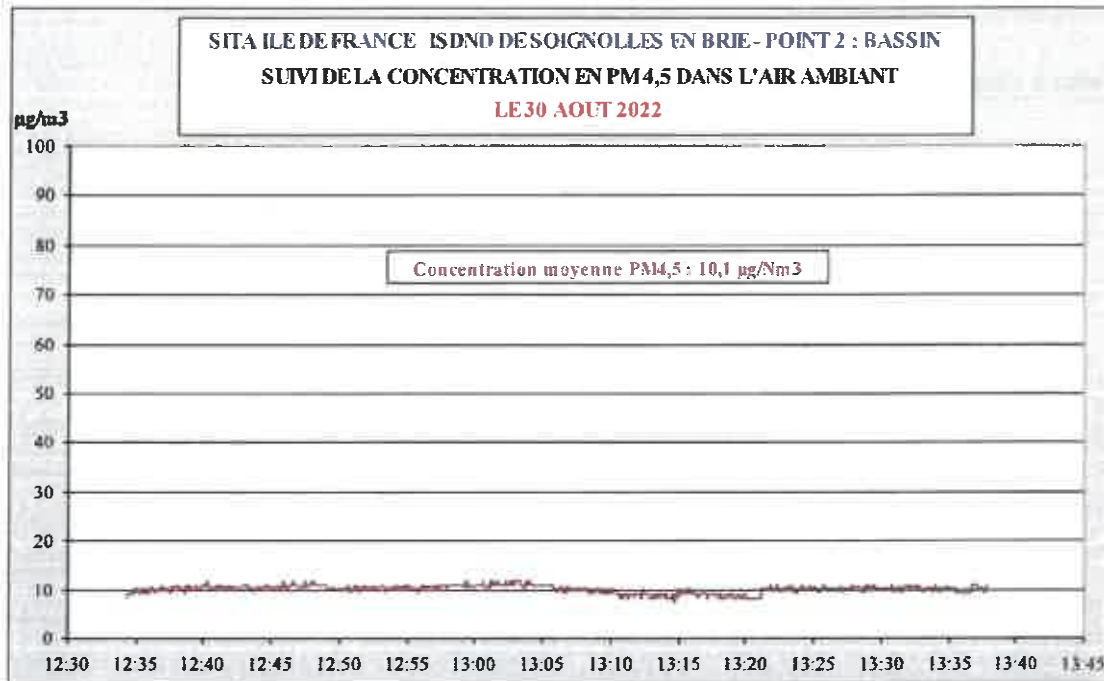 SITA ILE DE FRANCE ISDND DE SOIGNOLLES EN BRIE - POINT 2 : BASSIN
SUIVI DE LA CONCENTRATION EN PM 4,5 DANS L'AIR AMBIANT
LE 30 AOUT 2022
µg/m3
100
90
80
Concentration moyenne PM4,5 : 10,1 µg/Nm3
70
60
50
40
30
20
10
0
12:30 12:35 12:40 12:45 12:50 12:55 13:00 13:05 13:10 13:15 13:20 13:25 13:30 13:35 13:40 13:45